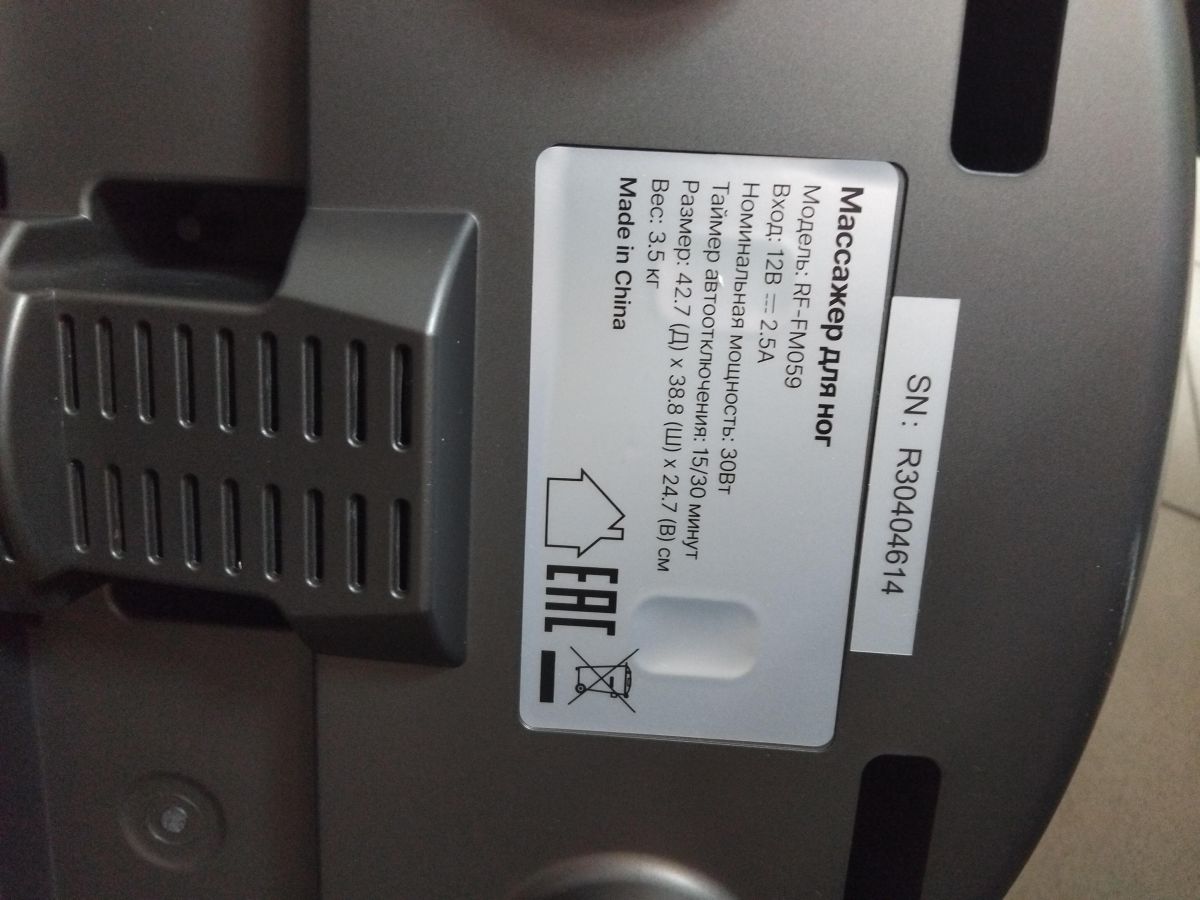 SN: R30404614
Массажер для ног
Модель: RF-FM059
Вход: 12В ⎓ 2.5А
Номинальная мощность: 30Вт
Таймер автоотключения: 15/30 минут
Размер: 42.7 (Д) x 38.8 (Ш) x 24.7 (В) см
Вес: 3.5 кг
Made in China
EAC